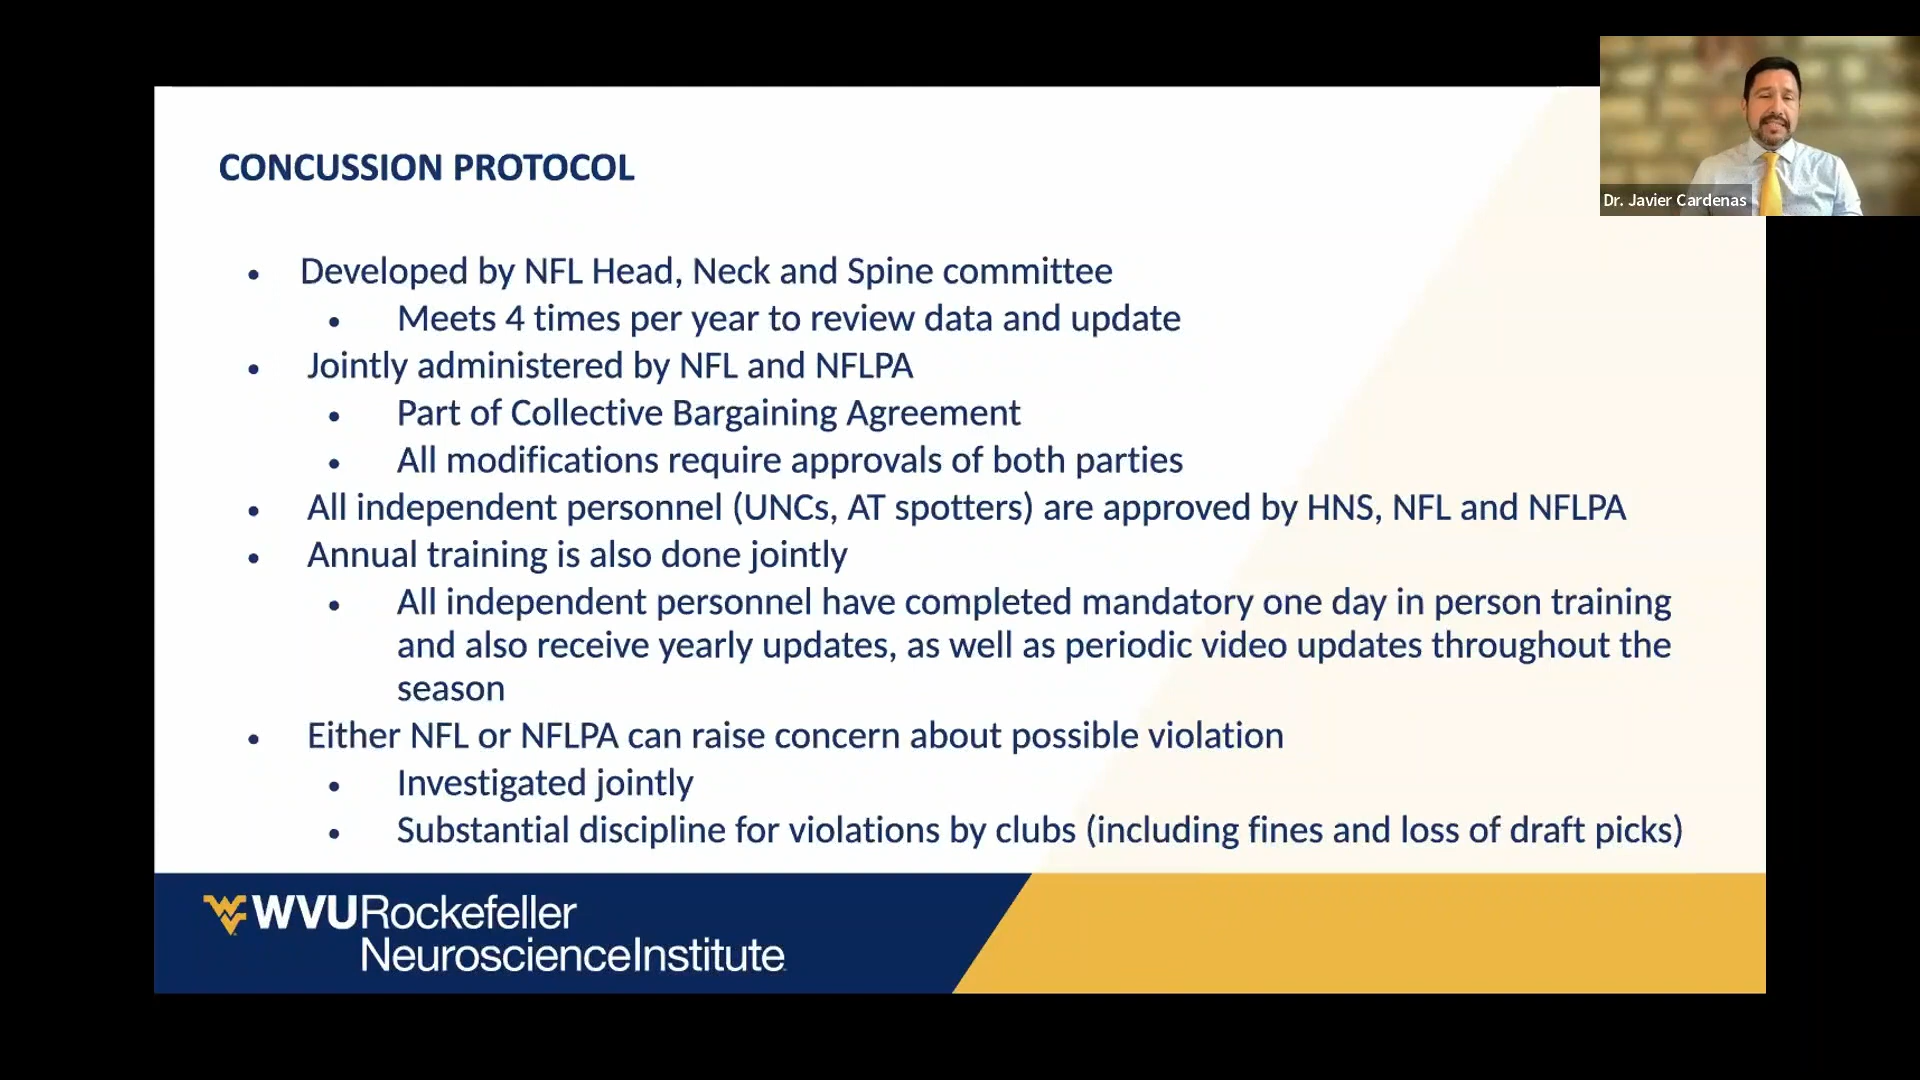 Dr. Javier Cardenas
CONCUSSION PROTOCOL
• Developed by NFL Head, Neck and Spine committee
• Meets 4 times per year to review data and update
• Jointly administered by NFL and NFLPA
• Part of Collective Bargaining Agreement
• All modifications require approvals of both parties
• All independent personnel (UNCs, AT spotters) are approved by HNS, NFL and NFLPA
• Annual training is also done jointly
• All independent personnel have completed mandatory one day in person training
and also receive yearly updates, as well as periodic video updates throughout the
season
• Either NFL or NFLPA can raise concern about possible violation
• Investigated jointly
• Substantial discipline for violations by clubs (including fines and loss of draft picks)
WVURockefeller
NeuroscienceInstitute